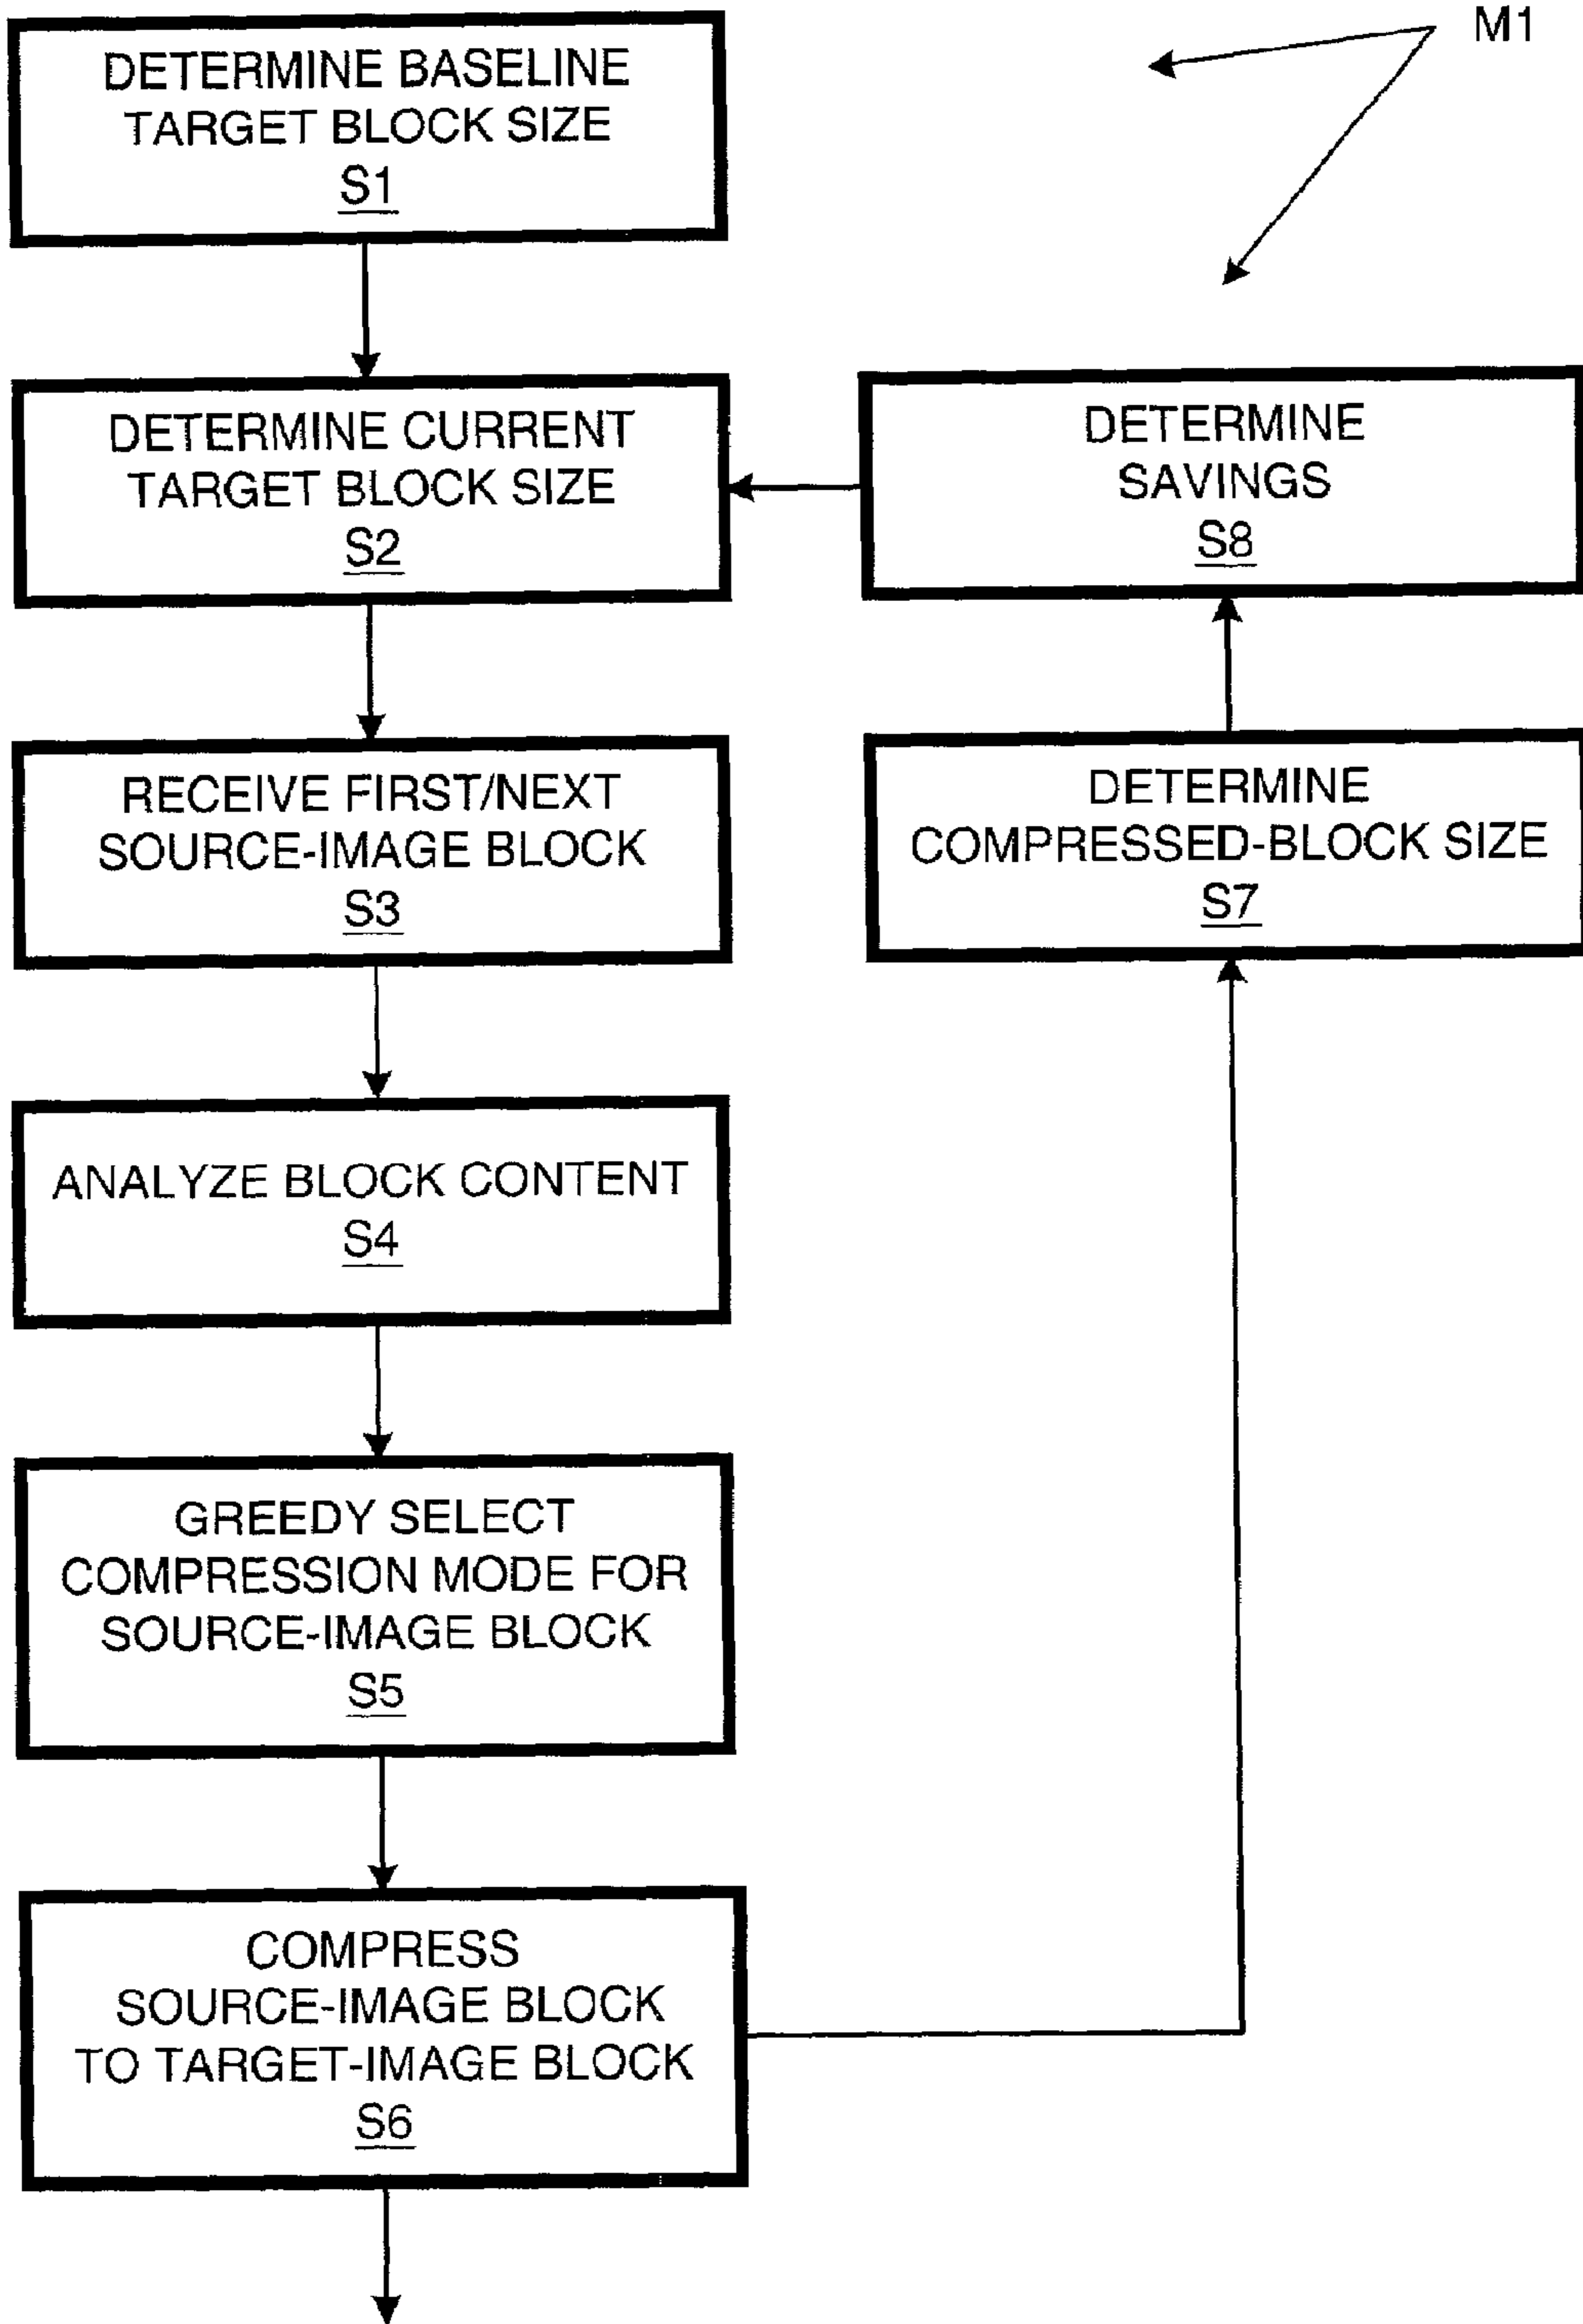 M1
DETERMINE BASELINE
TARGET BLOCK SIZE
S1
DETERMINE CURRENT
TARGET BLOCK SIZE
S2
DETERMINE
SAVINGS
S8
RECEIVE FIRST/NEXT
SOURCE-IMAGE BLOCK
S3
DETERMINE
COMPRESSED-BLOCK SIZE
S7
ANALYZE BLOCK CONTENT
S4
GREEDY SELECT
COMPRESSION MODE FOR
SOURCE-IMAGE BLOCK
S5
COMPRESS
SOURCE-IMAGE BLOCK
TO TARGET-IMAGE BLOCK
S6